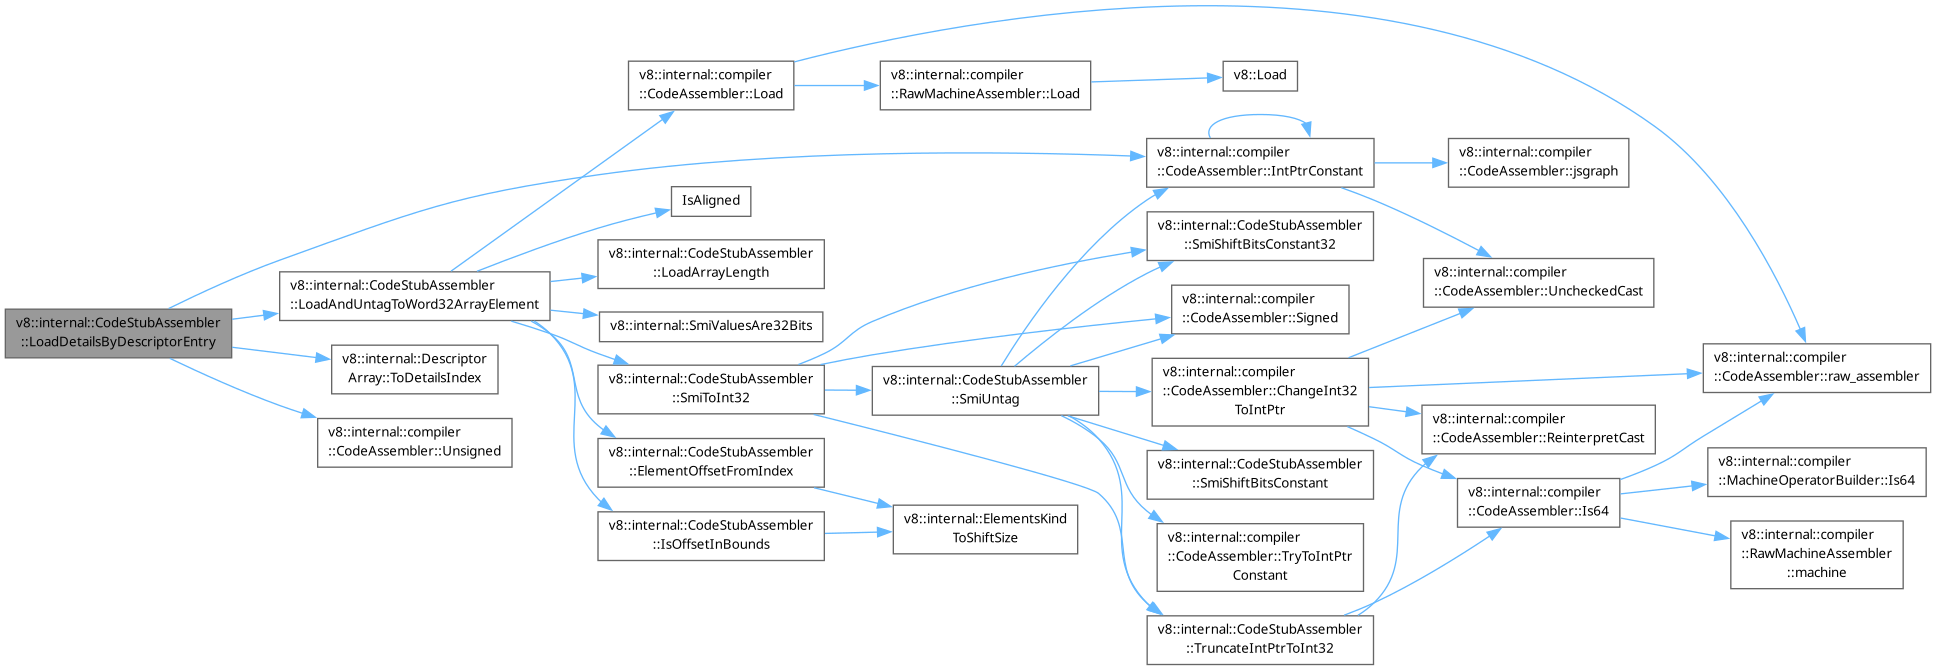 v8::internal::CodeStubAssembler
::LoadDetailsByDescriptorEntry
v8::internal::CodeStubAssembler
::LoadAndUntagToWord32ArrayElement
v8::internal::Descriptor
Array::ToDetailsIndex
v8::internal::compiler
::CodeAssembler::Unsigned
v8::internal::compiler
::CodeAssembler::Load
IsAligned
v8::internal::CodeStubAssembler
::LoadArrayLength
v8::internal::SmiValuesAre32Bits
v8::internal::CodeStubAssembler
::SmiToInt32
v8::internal::CodeStubAssembler
::ElementOffsetFromIndex
v8::internal::CodeStubAssembler
::IsOffsetInBounds
v8::internal::compiler
::RawMachineAssembler::Load
v8::internal::CodeStubAssembler
::SmiUntag
v8::internal::ElementsKind
ToShiftSize
v8::Load
v8::internal::compiler
::CodeAssembler::IntPtrConstant
v8::internal::CodeStubAssembler
::SmiShiftBitsConstant32
v8::internal::compiler
::CodeAssembler::Signed
v8::internal::compiler
::CodeAssembler::ChangeInt32
ToIntPtr
v8::internal::CodeStubAssembler
::SmiShiftBitsConstant
v8::internal::compiler
::CodeAssembler::TryToIntPtr
Constant
v8::internal::CodeStubAssembler
::TruncateIntPtrToInt32
v8::internal::compiler
::CodeAssembler::jsgraph
v8::internal::compiler
::CodeAssembler::UncheckedCast
v8::internal::compiler
::CodeAssembler::ReinterpretCast
v8::internal::compiler
::CodeAssembler::Is64
v8::internal::compiler
::CodeAssembler::raw_assembler
v8::internal::compiler
::MachineOperatorBuilder::Is64
v8::internal::compiler
::RawMachineAssembler
::machine